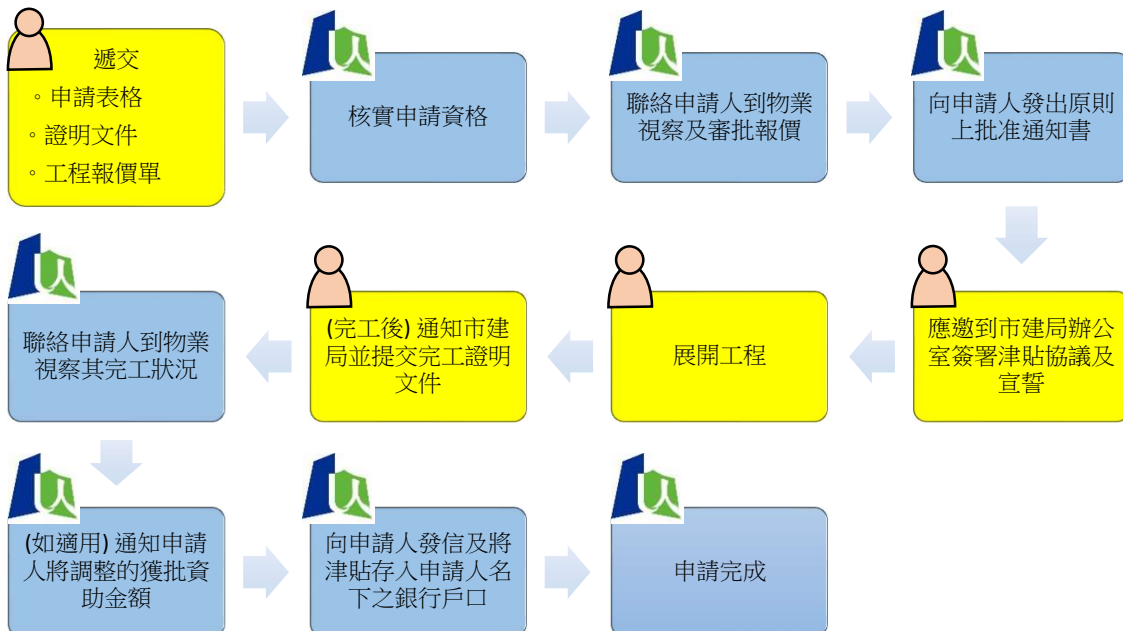 遞交
。申請表格
。證明文件
。工程報價單
核實申請資格
聯絡申請人到物業
視察及審批報價
向申請人發出原則
上批准通知書
應邀到市建局辦公
室簽署津貼協議及
宣誓
展開工程
(完工後) 通知市建
局並提交完工證明
文件
聯絡申請人到物業
視察其完工狀況
(如適用) 通知申請
人將調整的獲批資
助金額
向申請人發信及將
津貼存入申請人名
下之銀行戶口
申請完成